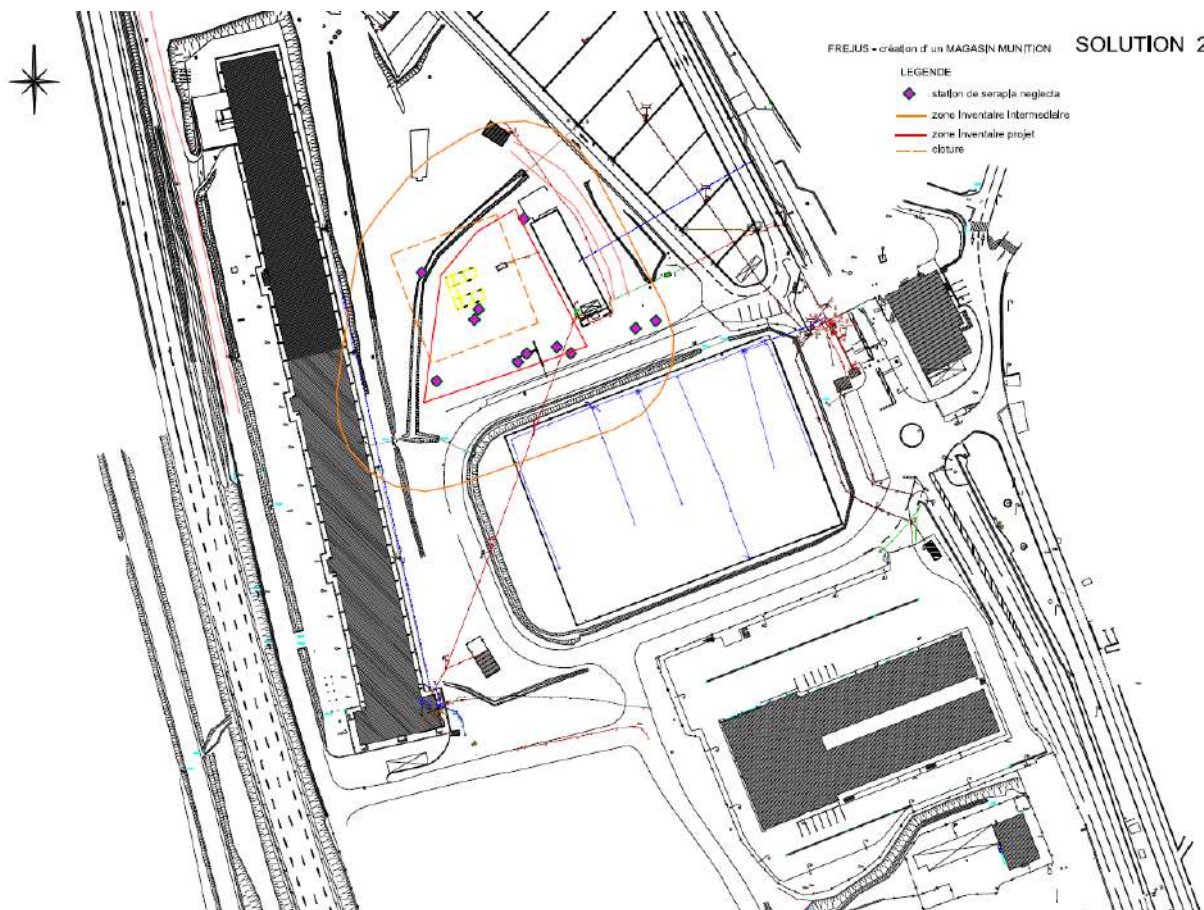 FREJUS - création d'un MAGASIN MUNITION SOLUTION 2
LEGENDE
station de serapia neglecta
zone Inventaire Intermediaire
zone Inventaire projet
cloture